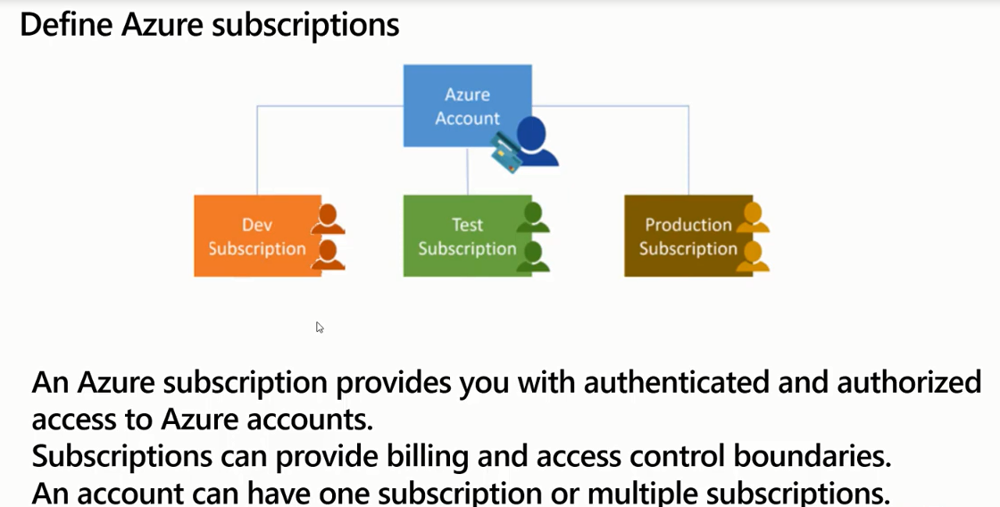 Define Azure subscriptions
Azure
Account
Dev
Subscription
Test
Subscription
Production
Subscription
An Azure subscription provides you with authenticated and authorized
access to Azure accounts.
Subscriptions can provide billing and access control boundaries.
An account can have one subscription or multiple subscriptions.